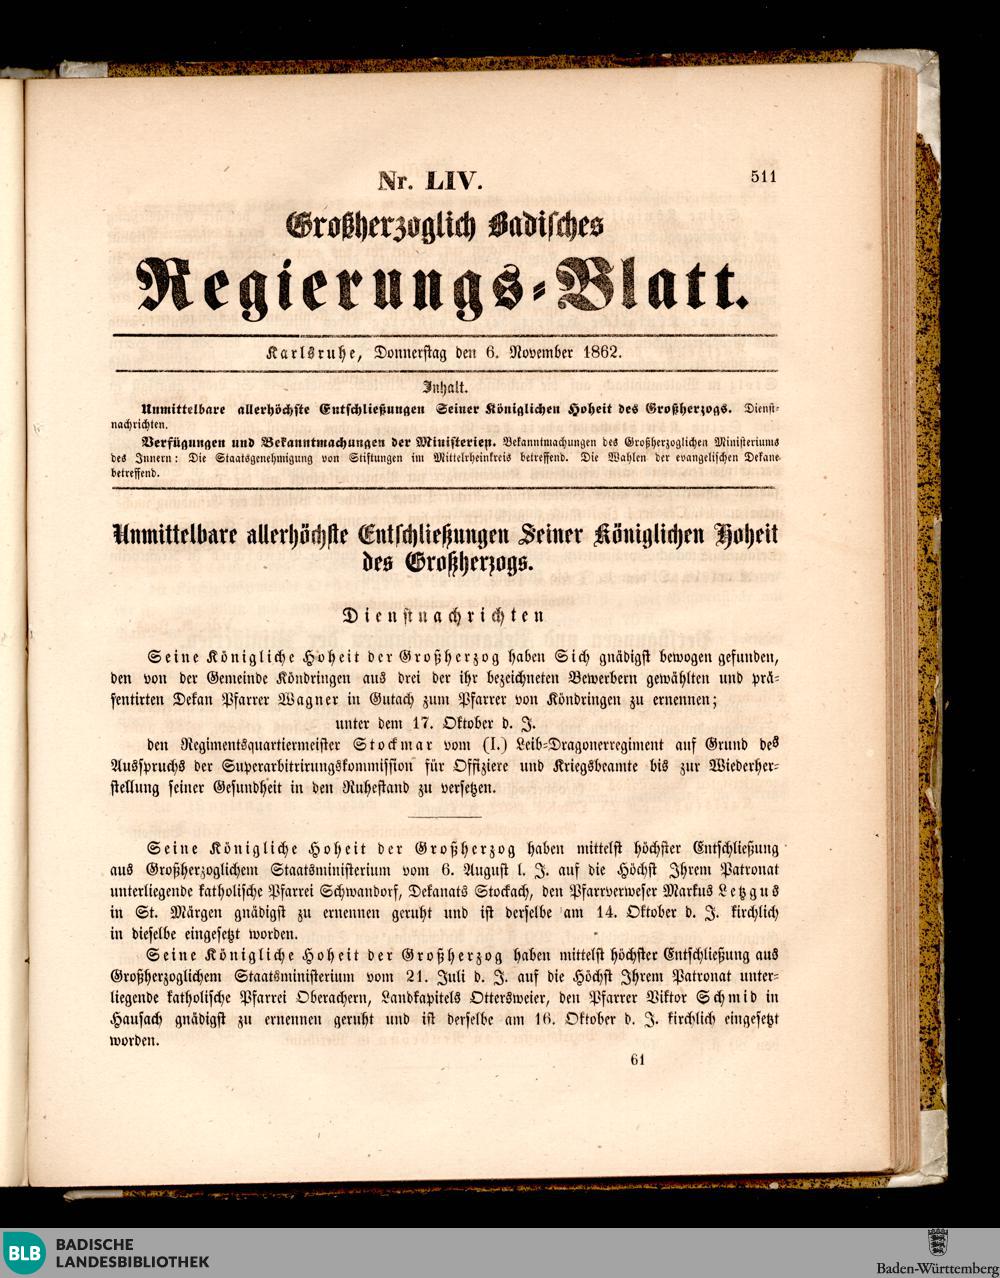 Nr. LIV.
511
Großherzoglich Badisches
Regierungs-Blatt.
Karlsruhe, Donnerstag den 6. November 1862.
Inhalt.
Unmittelbare allerhöchste Entschließungen Seiner Königlichen Hoheit des Großherzogs. Dienst-
nachrichten.
Verfügungen und Bekanntmachungen der Ministerien. Bekanntmachungen des Großherzoglichen Ministeriums
des Innern: Die Staatsgenehmigung von Stiftungen im Mittelrheinkreis betreffend. Die Wahlen der evangelischen Dekane
betreffend.
Unmittelbare allerhöchste Entschließungen Seiner Königlichen Hoheit
des Großherzogs.
Dienstnachrichten
Seine Königliche Hoheit der Großherzog haben Sich gnädigst bewogen gefunden,
den von der Gemeinde Köndringen aus drei der ihr bezeichneten Bewerbern gewählten und prä-
sentirten Dekan Pfarrer Wagner in Gutach zum Pfarrer von Köndringen zu ernennen;
unter dem 17. Oktober d. J.
den Regimentsquartiermeister Stockmar vom (I.) Leib-Dragonerregiment auf Grund des
Ausspruchs der Superarbitrirungskommission für Offiziere und Kriegsbeamte bis zur Wiederher-
stellung seiner Gesundheit in den Ruhestand zu versetzen.
Seine Königliche Hoheit der Großherzog haben mittelst höchster Entschließung
aus Großherzoglichem Staatsministerium vom 6. August l. J. auf die Höchst Ihrem Patronat
unterliegende katholische Pfarrei Schwandorf, Dekanats Stockach, den Pfarrverweser Markus Letzgus
in St. Märgen gnädigst zu ernennen geruht und ist derselbe am 14. Oktober d. J. kirchlich
in dieselbe eingesetzt worden.
Seine Königliche Hoheit der Großherzog haben mittelst höchster Entschließung aus
Großherzoglichem Staatsministerium vom 21. Juli d. J. auf die Höchst Ihrem Patronat unter-
liegende katholische Pfarrei Oberachern, Landkapitels Ottersweier, den Pfarrer Viktor Schmid in
Hausach gnädigst zu ernennen geruht und ist derselbe am 16. Oktober d. J. kirchlich eingesetzt
worden.
61
BLB
BADISCHE
LANDESBIBLIOTHEK
Baden-Württemberg